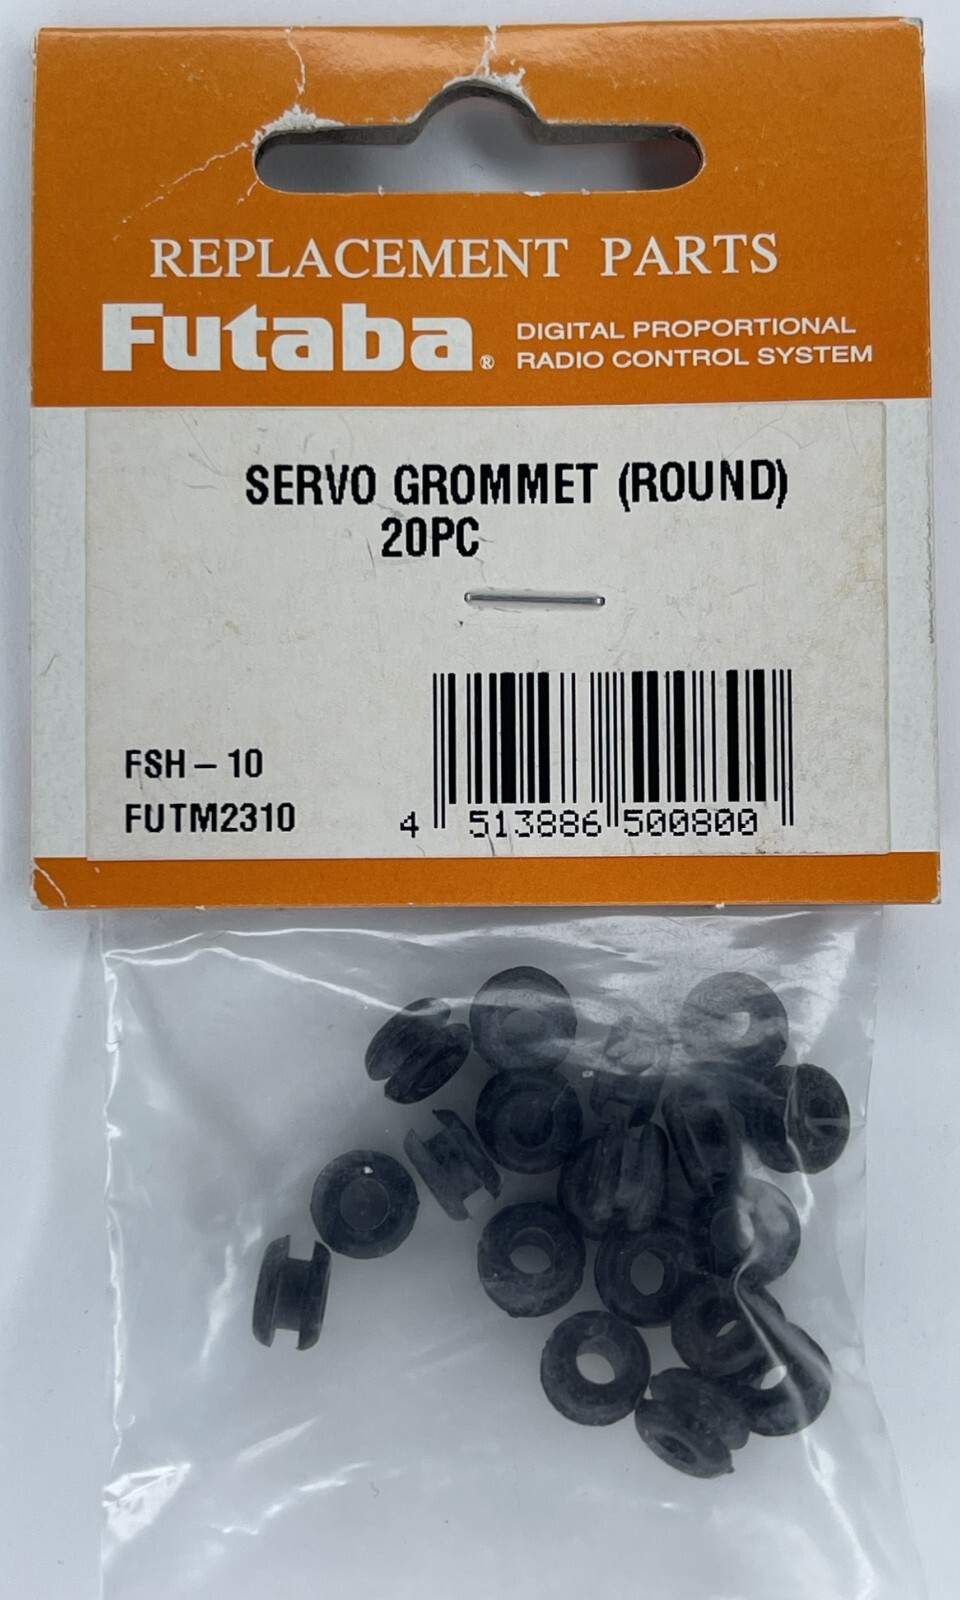 REPLACEMENT PARTS
Futaba®
DIGITAL PROPORTIONAL
RADIO CONTROL SYSTEM
SERVO GROMMET (ROUND)
20PC
FSH-10
FUTM2310
4 513886 500800